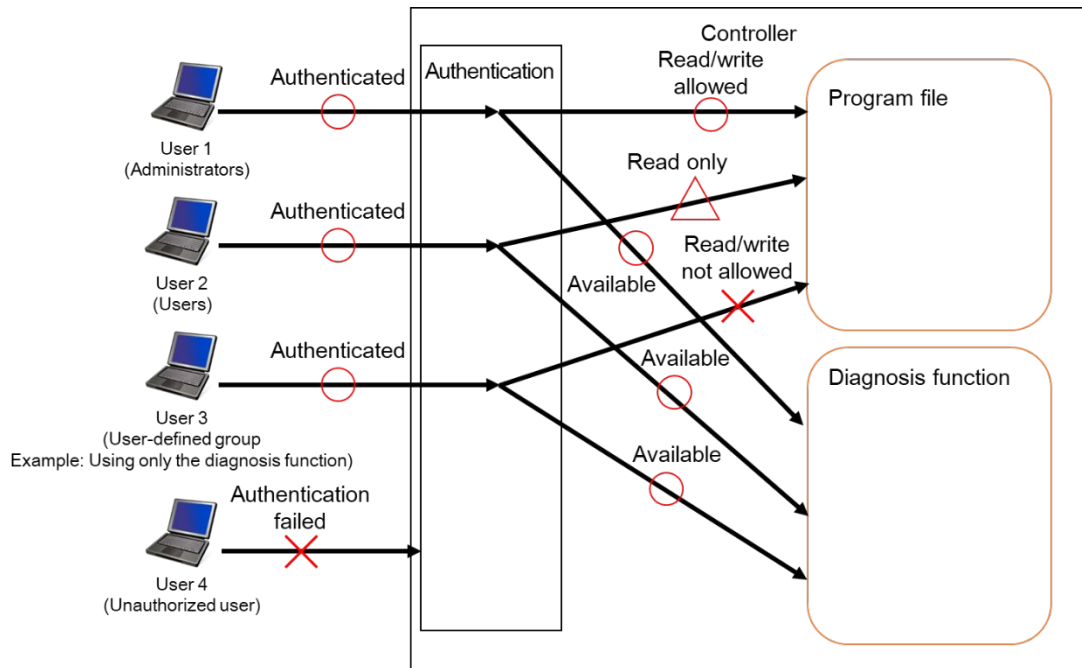 Controller
Authentication
Authenticated
Read/write
allowed
Program file
User 1
(Administrators)
Read only
Authenticated
Read/write
not allowed
Available
User 2
(Users)
Authenticated
Available
Diagnosis function
User 3
(User-defined group
Example: Using only the diagnosis function)
Available
Authentication
failed
User 4
(Unauthorized user)